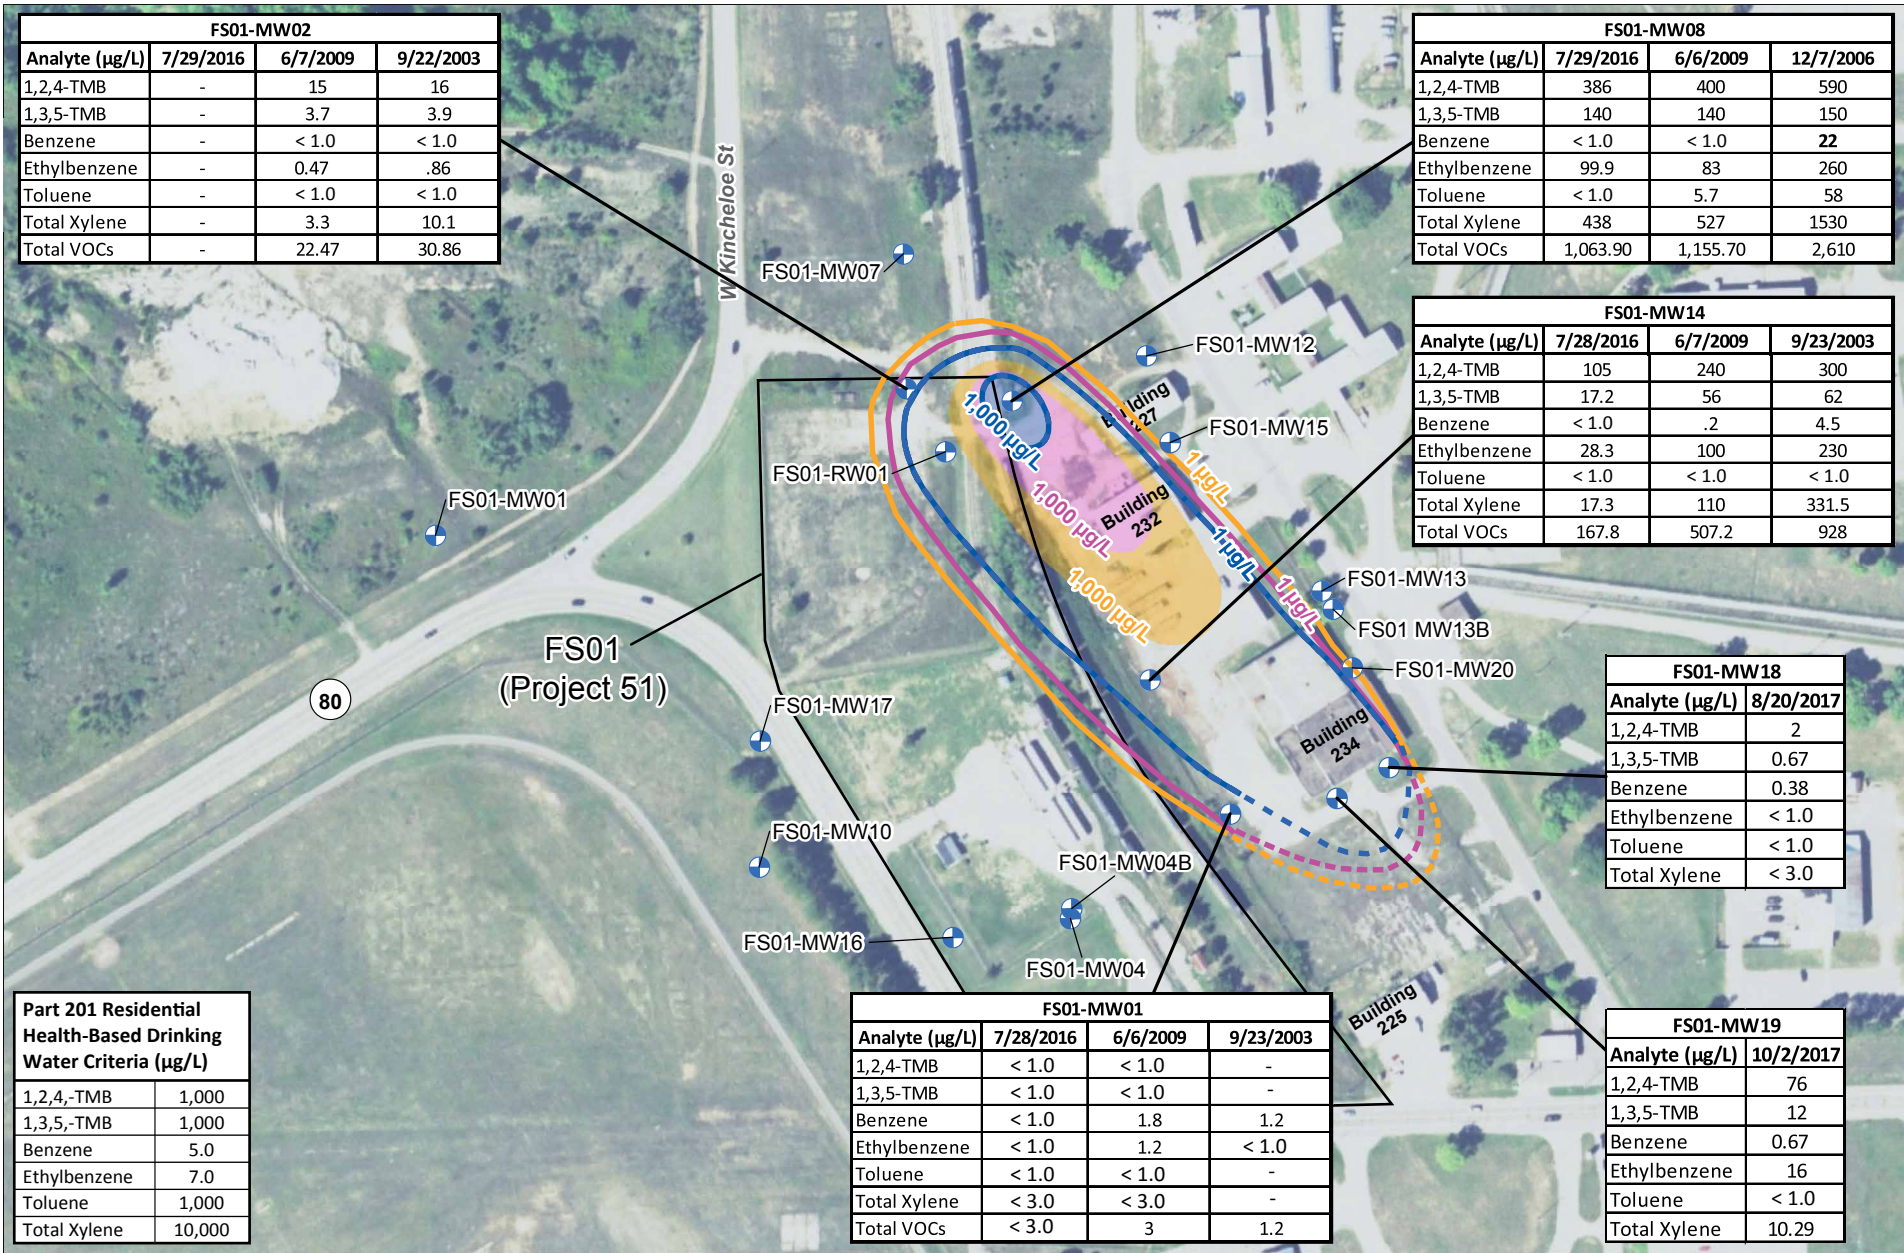 FS01-MW02
Analyte (µg/L) 7/29/2016 6/7/2009 9/22/2003
1,2,4-TMB - 15 16
1,3,5-TMB - 3.7 3.9
Benzene - < 1.0 < 1.0
Ethylbenzene - 0.47 .86
Toluene - < 1.0 < 1.0
Total Xylene - 3.3 10.1
Total VOCs - 22.47 30.86
FS01-MW08
Analyte (µg/L) 7/29/2016 6/6/2009 12/7/2006
1,2,4-TMB 386 400 590
1,3,5-TMB 140 140 150
Benzene < 1.0 < 1.0 22
Ethylbenzene 99.9 83 260
Toluene < 1.0 5.7 58
Total Xylene 438 527 1530
Total VOCs 1,063.90 1,155.70 2,610
FS01-MW14
Analyte (µg/L) 7/28/2016 6/7/2009 9/23/2003
1,2,4-TMB 105 240 300
1,3,5-TMB 17.2 56 62
Benzene < 1.0 .2 4.5
Ethylbenzene 28.3 100 230
Toluene < 1.0 < 1.0 < 1.0
Total Xylene 17.3 110 331.5
Total VOCs 167.8 507.2 928
W Kincheloe St
FS01-MW07
FS01-MW12
Building
227
FS01-MW15
FS01-RW01
FS01-MW01
1,000 µg/L
1,000 µg/L
1,000 µg/L
1 µg/L
1 µg/L
1 µg/L
Building
232
FS01-MW13
FS01 MW13B
FS01-MW20
FS01
(Project 51)
80
FS01-MW17
Building
234
FS01-MW10
FS01-MW04B
FS01-MW16
FS01-MW04
Building
225
FS01-MW18
Analyte (µg/L) 8/20/2017
1,2,4-TMB 2
1,3,5-TMB 0.67
Benzene 0.38
Ethylbenzene < 1.0
Toluene < 1.0
Total Xylene < 3.0
Part 201 Residential
Health-Based Drinking
Water Criteria (µg/L)
1,2,4,-TMB 1,000
1,3,5,-TMB 1,000
Benzene 5.0
Ethylbenzene 7.0
Toluene 1,000
Total Xylene 10,000
FS01-MW01
Analyte (µg/L) 7/28/2016 6/6/2009 9/23/2003
1,2,4-TMB < 1.0 < 1.0 -
1,3,5-TMB < 1.0 < 1.0 -
Benzene < 1.0 1.8 1.2
Ethylbenzene < 1.0 1.2 < 1.0
Toluene < 1.0 < 1.0 -
Total Xylene < 3.0 < 3.0 -
Total VOCs < 3.0 3 1.2
FS01-MW19
Analyte (µg/L) 10/2/2017
1,2,4-TMB 76
1,3,5-TMB 12
Benzene 0.67
Ethylbenzene 16
Toluene < 1.0
Total Xylene 10.29